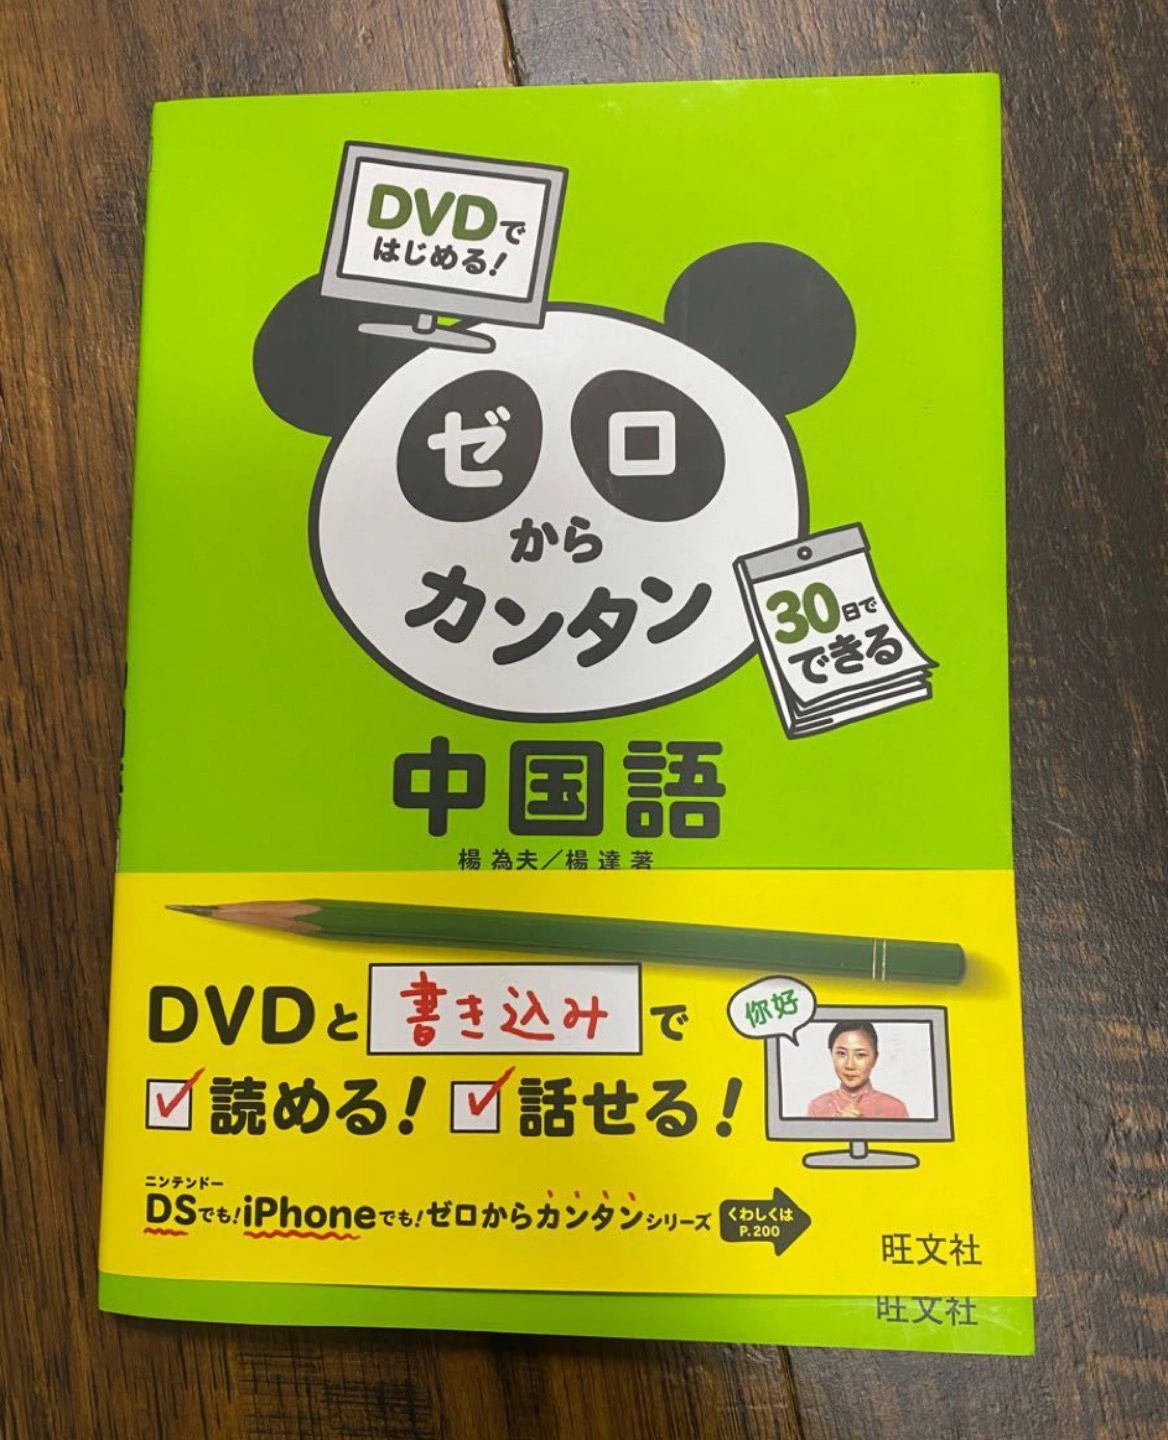 DVDで
はじめる!
ゼロ
から
カンタン
30日で
できる
中国語
楊 為夫／楊 達 著
DVDと書き込みで
你好
読める! 話せる!
ニンテンドー
DSでも!iPhoneでも!ゼロからカンタンシリーズ
くわしくは
P.200
旺文社
旺文社